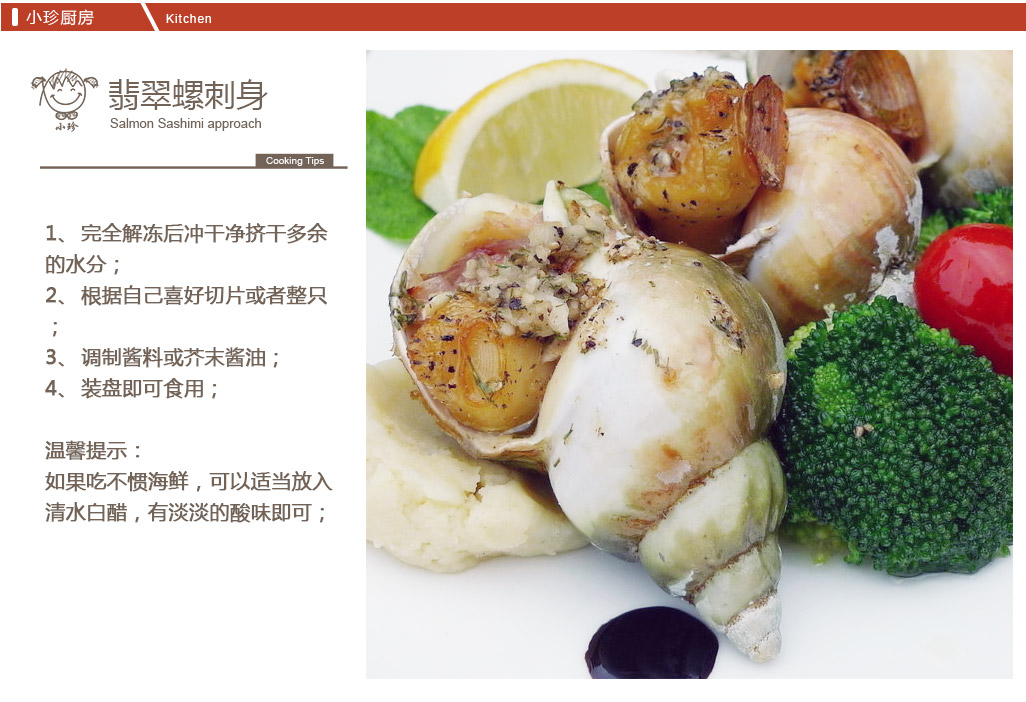 小珍厨房
Kitchen
翡翠螺刺身
小珍
Salmon Sashimi approach
Cooking Tips
1、 完全解冻后冲干净挤干多余
的水分；
2、 根据自己喜好切片或者整只
；
3、 调制酱料或芥末酱油；
4、 装盘即可食用；
温馨提示：
如果吃不惯海鲜，可以适当放入
清水白醋，有淡淡的酸味即可；